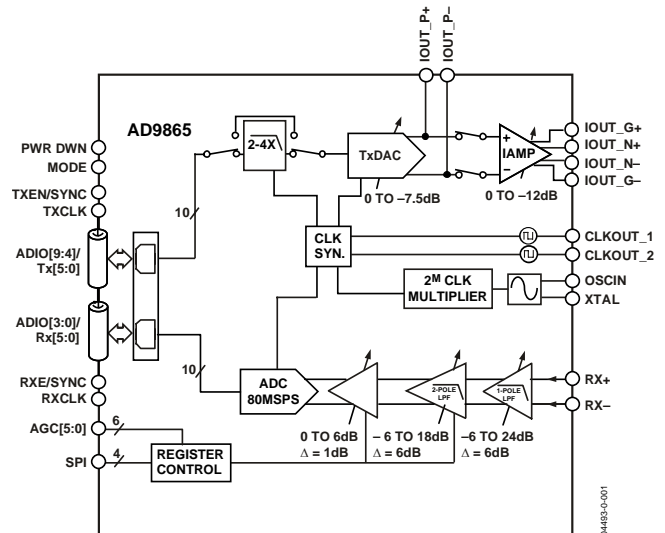 IOUT_P+
IOUT_P–
AD9865
PWR DWN
MODE
TXEN/SYNC
TXCLK
ADIO[9:4]/
Tx[5:0]
ADIO[3:0]/
Rx[5:0]
RXE/SYNC
RXCLK
AGC[5:0]
SPI
10
10
6
4
2-4X
TxDAC
0 TO –7.5dB
+
–
IAMP
0 TO –12dB
IOUT_G+
IOUT_N+
IOUT_N–
IOUT_G–
CLK
SYN.
CLKOUT_1
CLKOUT_2
2M CLK
MULTIPLIER
OSCIN
XTAL
ADC
80MSPS
2-POLE
LPF
1-POLE
LPF
RX+
RX–
0 TO 6dB
Δ = 1dB
– 6 TO 18dB
Δ = 6dB
–6 TO 24dB
Δ = 6dB
REGISTER
CONTROL
04493-0-001